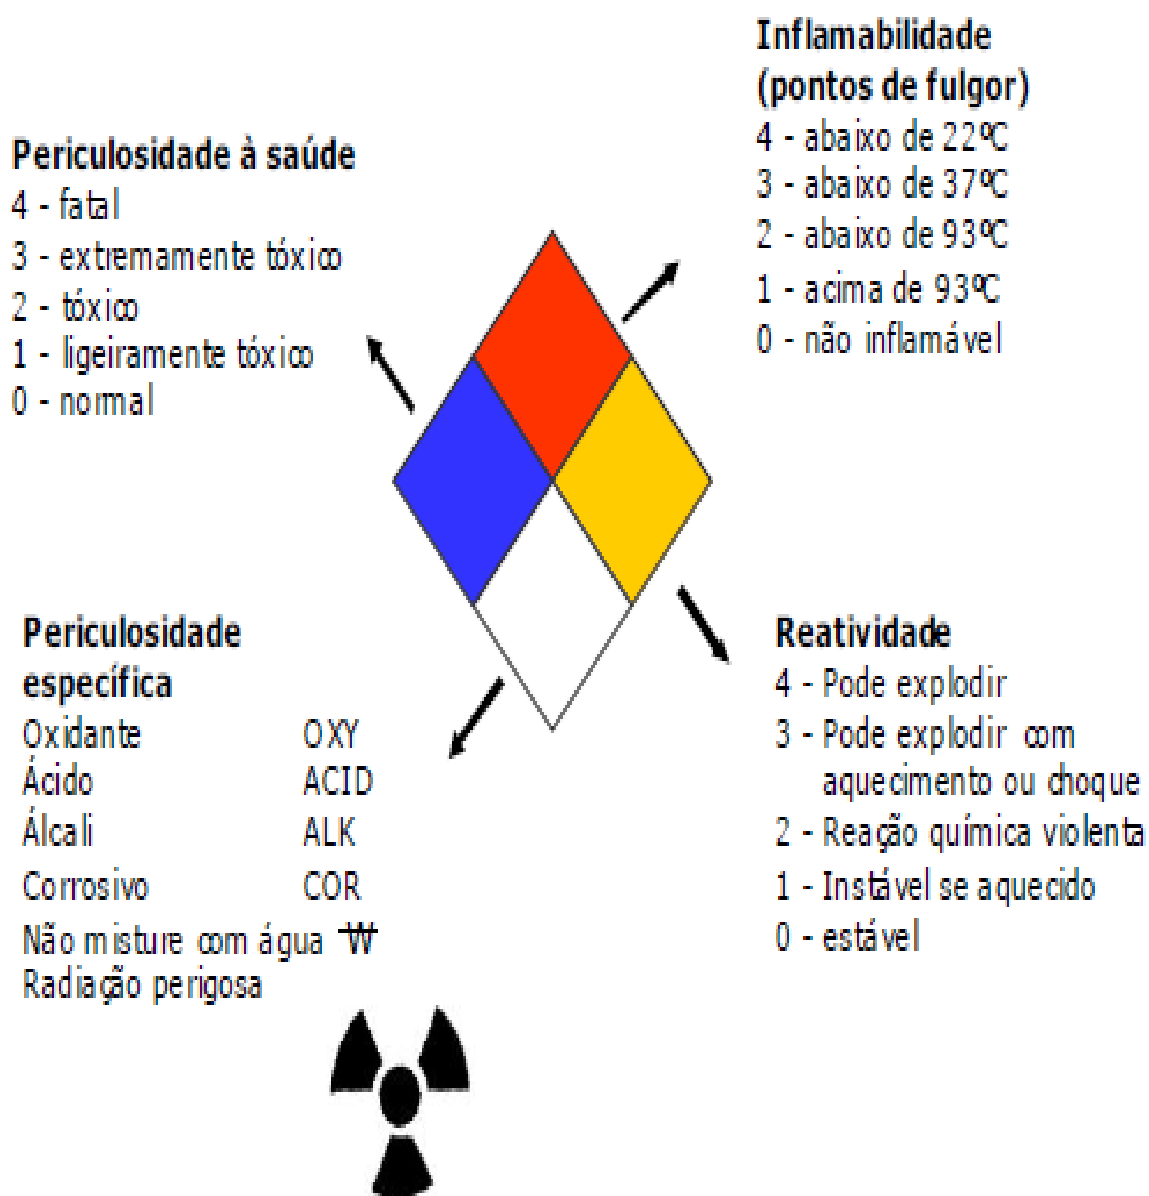 Inflamabilidade
(pontos de fulgor)
4 - abaixo de 22ºC
3 - abaixo de 37ºC
2 - abaixo de 93ºC
1 - acima de 93ºC
0 - não inflamável
Periculosidade à saúde
4 - fatal
3 - extremamente tóxico
2 - tóxico
1 - ligeiramente tóxico
0 - normal
Periculosidade
específica
Oxidante OXY
Ácido ACID
Álcali ALK
Corrosivo COR
Não misture com água W
Radiação perigosa
Reatividade
4 - Pode explodir
3 - Pode explodir com
aquecimento ou choque
2 - Reação química violenta
1 - Instável se aquecido
0 - estável